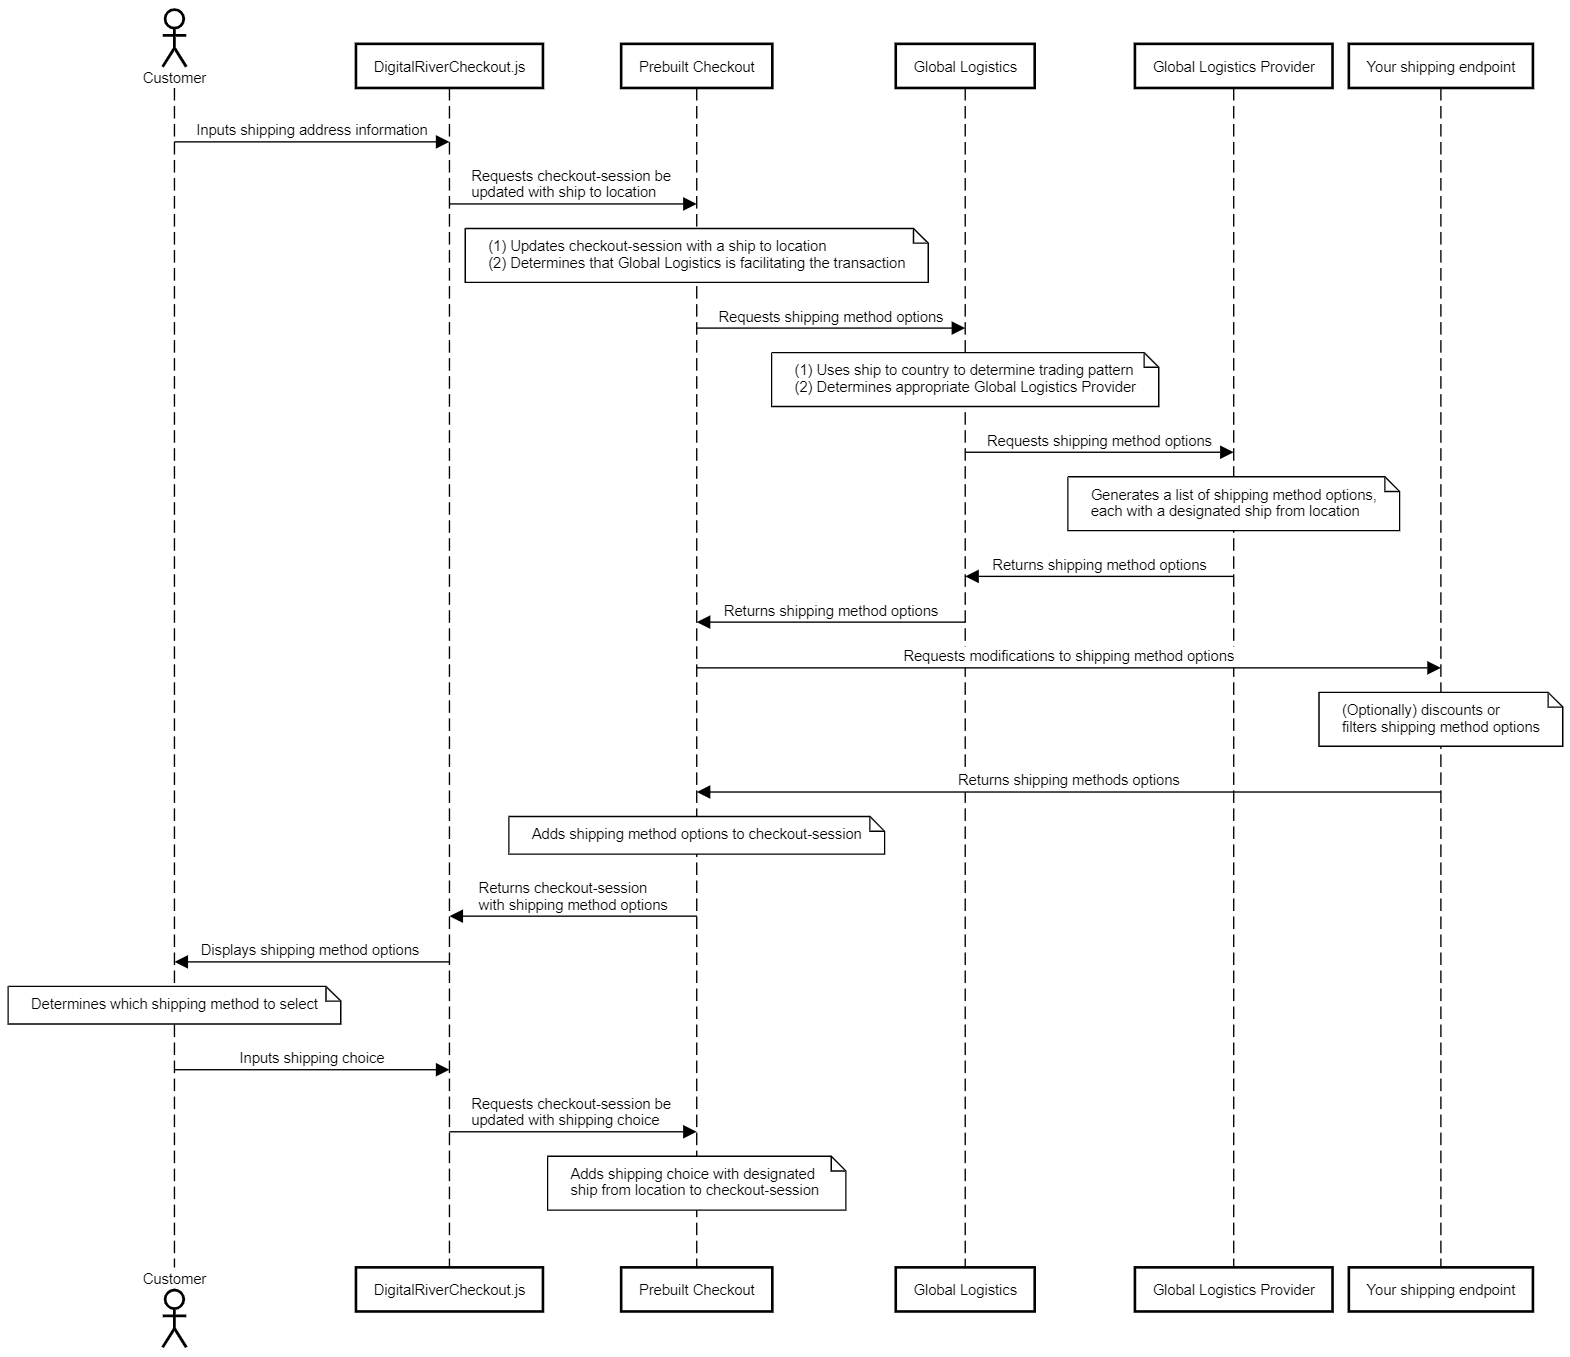 Customer
DigitalRiverCheckout.js
Prebuilt Checkout
Global Logistics
Global Logistics Provider
Your shipping endpoint
Inputs shipping address information
Requests checkout-session be
updated with ship to location
(1) Updates checkout-session with a ship to location
(2) Determines that Global Logistics is facilitating the transaction
Requests shipping method options
(1) Uses ship to country to determine trading pattern
(2) Determines appropriate Global Logistics Provider
Requests shipping method options
Generates a list of shipping method options,
each with a designated ship from location
Returns shipping method options
Returns shipping method options
Requests modifications to shipping method options
(Optionally) discounts or
filters shipping method options
Returns shipping methods options
Adds shipping method options to checkout-session
Returns checkout-session
with shipping method options
Displays shipping method options
Determines which shipping method to select
Inputs shipping choice
Requests checkout-session be
updated with shipping choice
Adds shipping choice with designated
ship from location to checkout-session
Customer
DigitalRiverCheckout.js
Prebuilt Checkout
Global Logistics
Global Logistics Provider
Your shipping endpoint